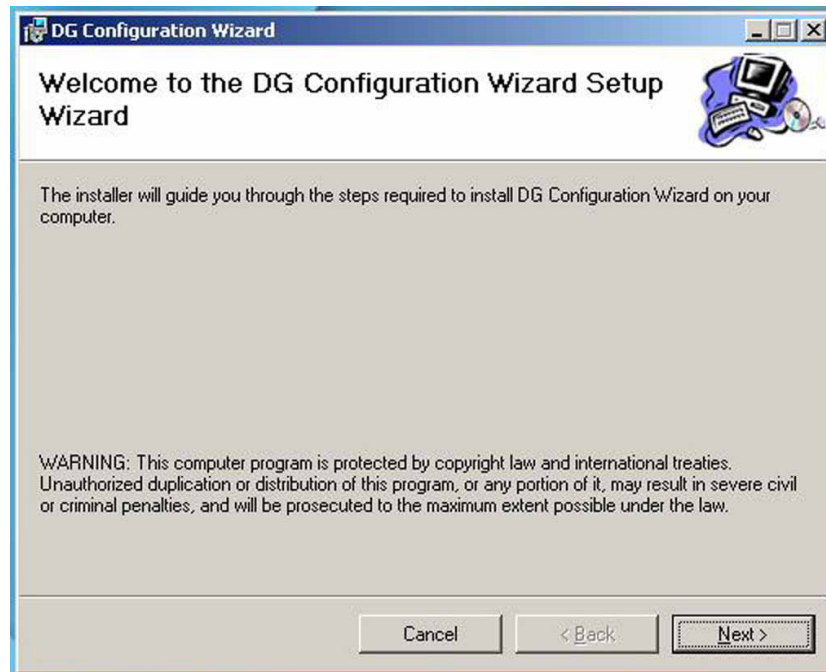 DG Configuration Wizard
Welcome to the DG Configuration Wizard Setup
Wizard
The installer will guide you through the steps required to install DG Configuration Wizard on your
computer.
WARNING: This computer program is protected by copyright law and international treaties.
Unauthorized duplication or distribution of this program, or any portion of it, may result in severe civil
or criminal penalties, and will be prosecuted to the maximum extent possible under the law.
Cancel < Back Next >